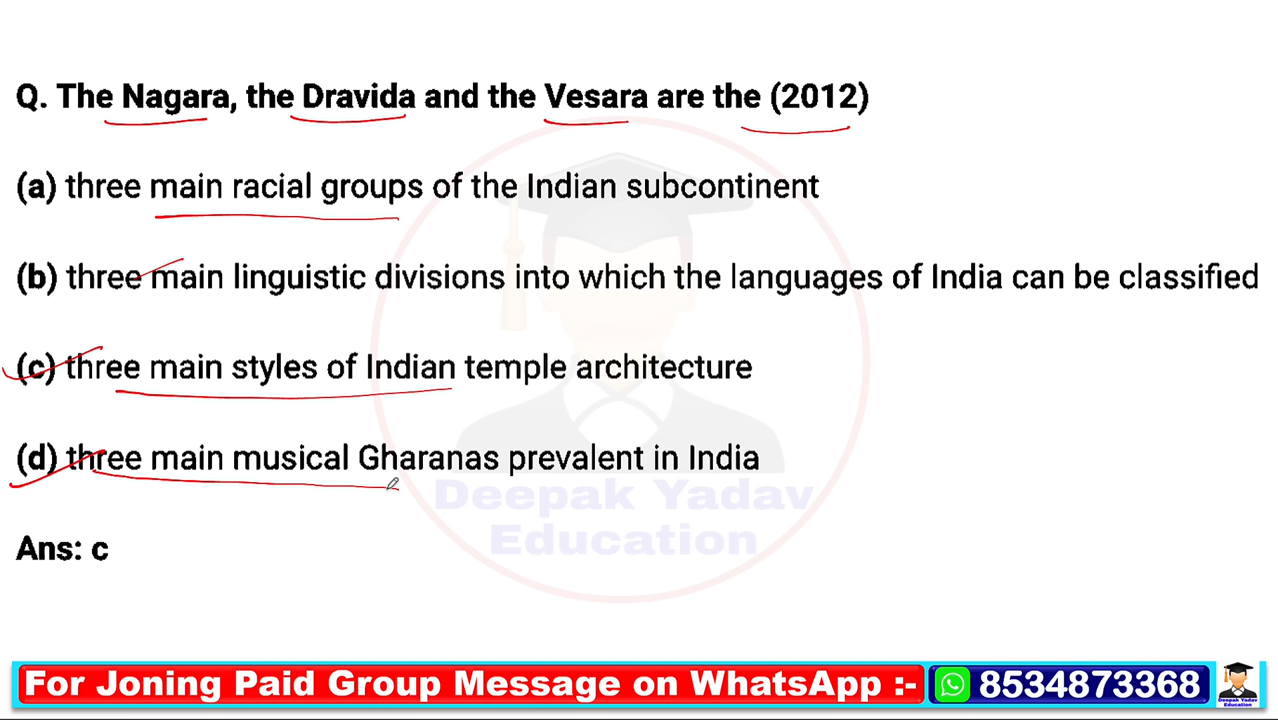 Q. The Nagara, the Dravida and the Vesara are the (2012)
(a) three main racial groups of the Indian subcontinent
(b) three main linguistic divisions into which the languages of India can be classified
(c) three main styles of Indian temple architecture
(d) three main musical Gharanas prevalent in India
Deepak Yadav
Education
Ans: c
For Joning Paid Group Message on WhatsApp :- 8534873368
Deepak Yadav
Education